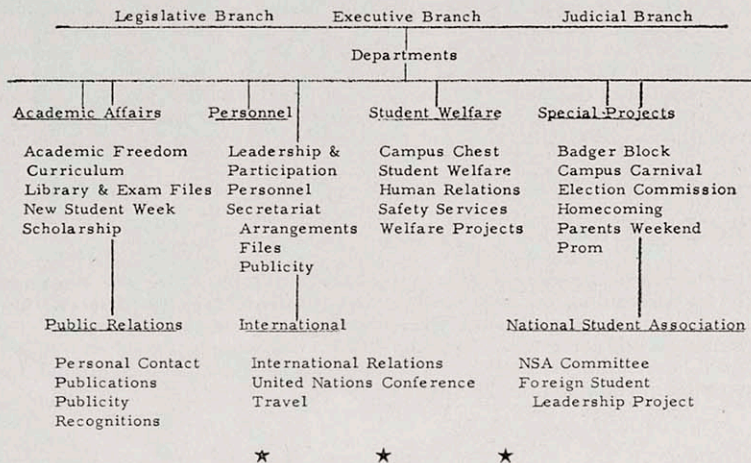 Legislative Branch Executive Branch Judicial Branch
Departments
Academic Affairs
Academic Freedom
Curriculum
Library & Exam Files
New Student Week
Scholarship
Personnel
Leadership &
Participation
Personnel
Secretariat
Arrangements
Files
Publicity
Student Welfare
Campus Chest
Student Welfare
Human Relations
Safety Services
Welfare Projects
Special Projects
Badger Block
Campus Carnival
Election Commission
Homecoming
Parents Weekend
Prom
Public Relations
Personal Contact
Publications
Publicity
Recognitions
International
International Relations
United Nations Conference
Travel
National Student Association
NSA Committee
Foreign Student
Leadership Project